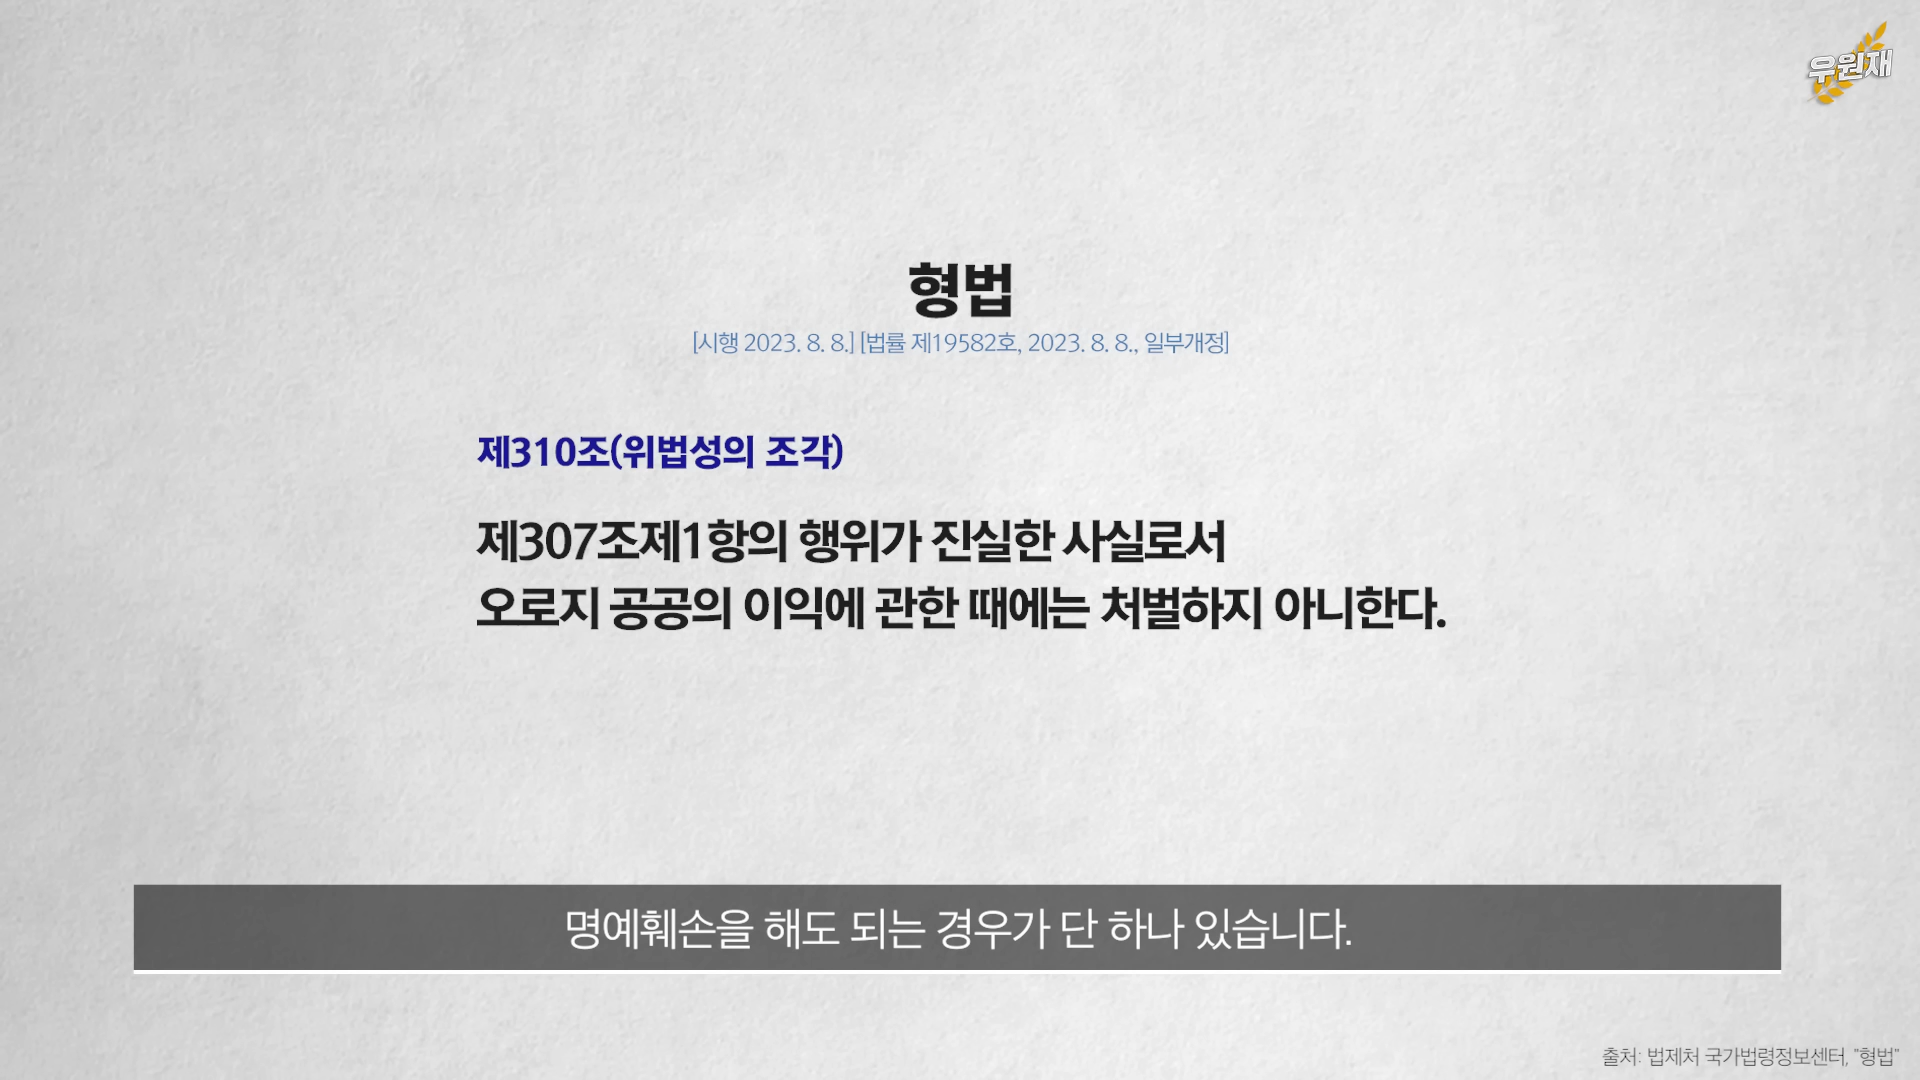 우원재
형법
[시행 2023. 8. 8.] [법률 제19582호, 2023. 8. 8., 일부개정]
제310조(위법성의 조각)
제307조제1항의 행위가 진실한 사실로서
오로지 공공의 이익에 관한 때에는 처벌하지 아니한다.
명예훼손을 해도 되는 경우가 단 하나 있습니다.
출처: 법제처 국가법령정보센터, "형법"